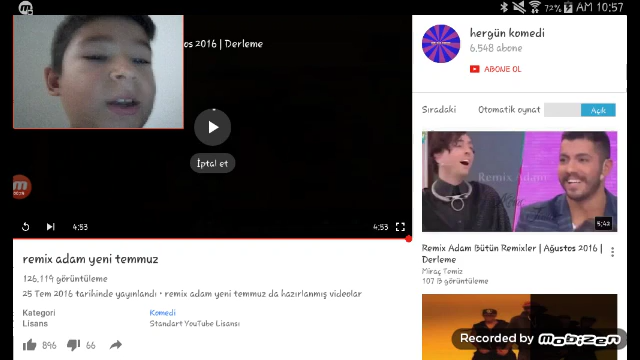 72% AM 10:57
os 2016 | Derleme
İptal et
4:53
4:53
remix adam yeni temmuz
126.119 görüntüleme
25 Tem 2016 tarihinde yayınlandı • remix adam yeni temmuz da hazırlanmış videolar
Kategori Komedi
Lisans Standart YouTube Lisansı
896 66
hergün komedi
6.548 abone
ABONE OL
Sıradaki Otomatik oynat Açık
Remix Adam
5:42
Remix Adam Bütün Remixler | Ağustos 2016 |
Derleme
Miraç Temiz
107 B görüntüleme
Recorded by Mobizen